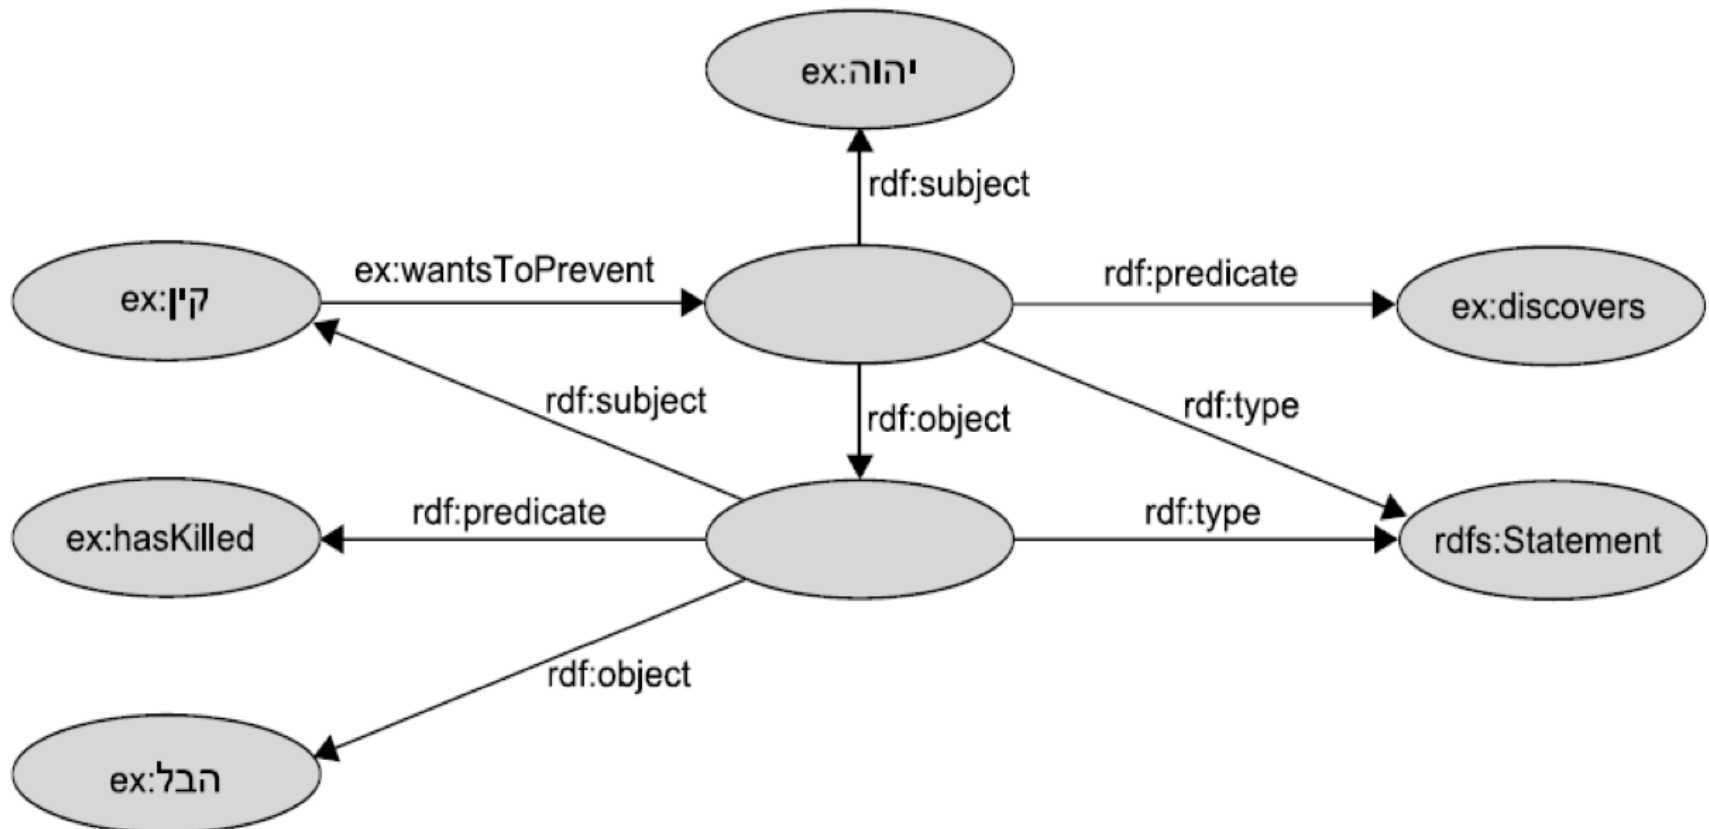 ex:יהוה
rdf:subject
ex:wantsToPrevent
rdf:predicate
ex:קין
ex:discovers
rdf:subject
rdf:object
rdf:type
rdf:predicate
rdf:type
ex:hasKilled
rdfs:Statement
rdf:object
ex:הבל